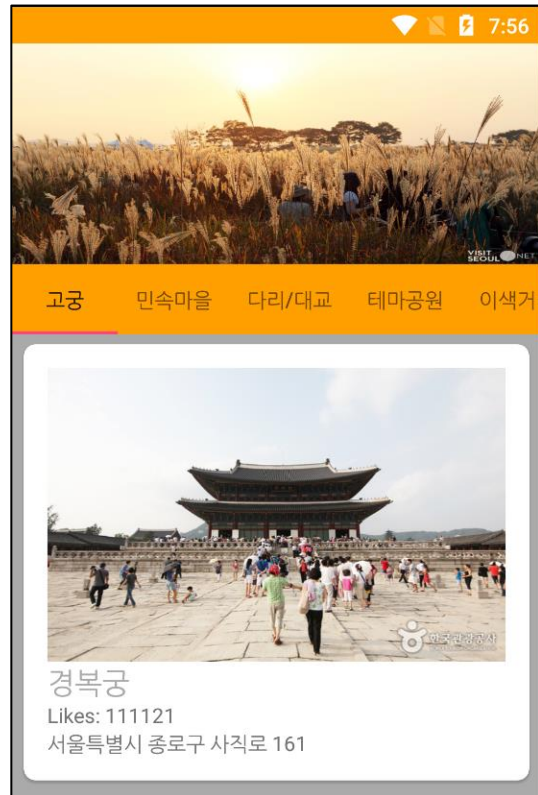 7:56
VISIT
SEOUL NET
고궁 민속마을 다리/대교 테마공원 이색거
한국관광공사
경복궁
Likes: 111121
서울특별시 종로구 사직로 161